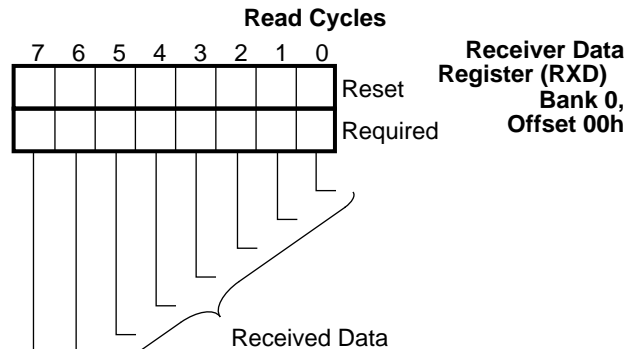 Read Cycles
7 6 5 4 3 2 1 0
Reset
Required
Receiver Data
Register (RXD)
Bank 0,
Offset 00h
Received Data